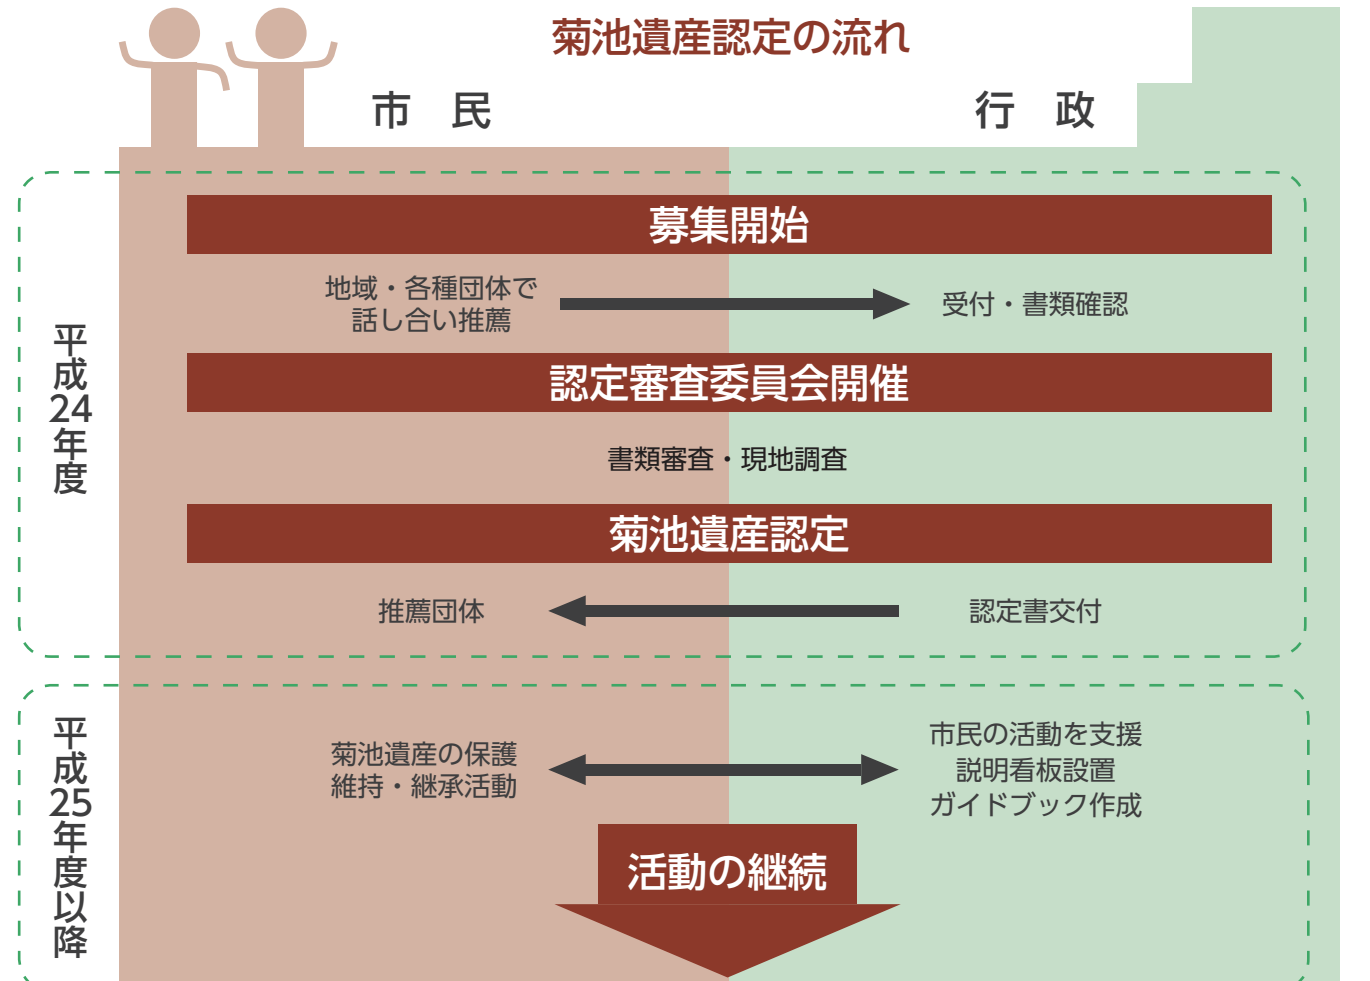 菊池遺産認定の流れ
市　民
行　政
平成24年度
募集開始
地域・各種団体で
話し合い推薦
受付・書類確認
認定審査委員会開催
書類審査・現地調査
菊池遺産認定
推薦団体
認定書交付
平成25年度以降
菊池遺産の保護
維持・継承活動
市民の活動を支援
説明看板設置
ガイドブック作成
活動の継続